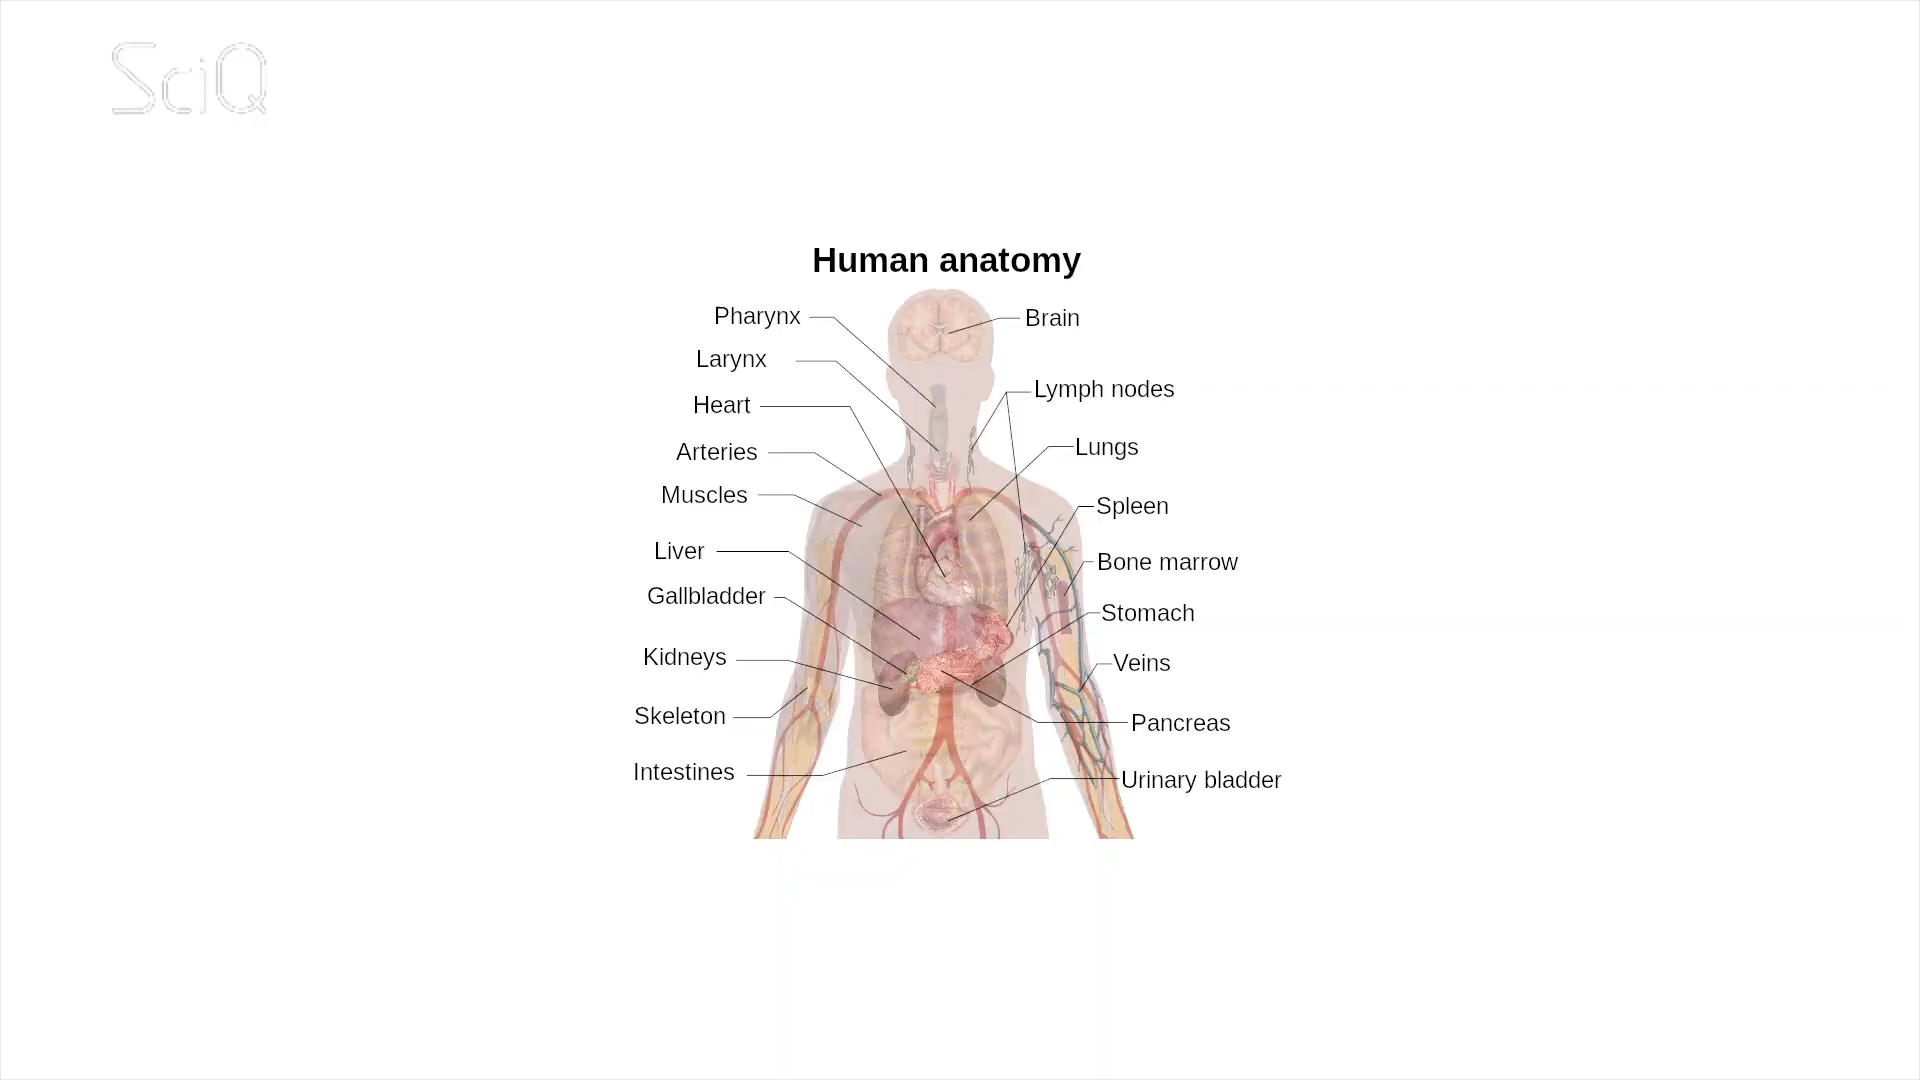 SciQ
Human anatomy
Pharynx
Brain
Larynx
Lymph nodes
Heart
Lungs
Arteries
Muscles
Spleen
Liver
Bone marrow
Gallbladder
Stomach
Kidneys
Veins
Skeleton
Pancreas
Intestines
Urinary bladder